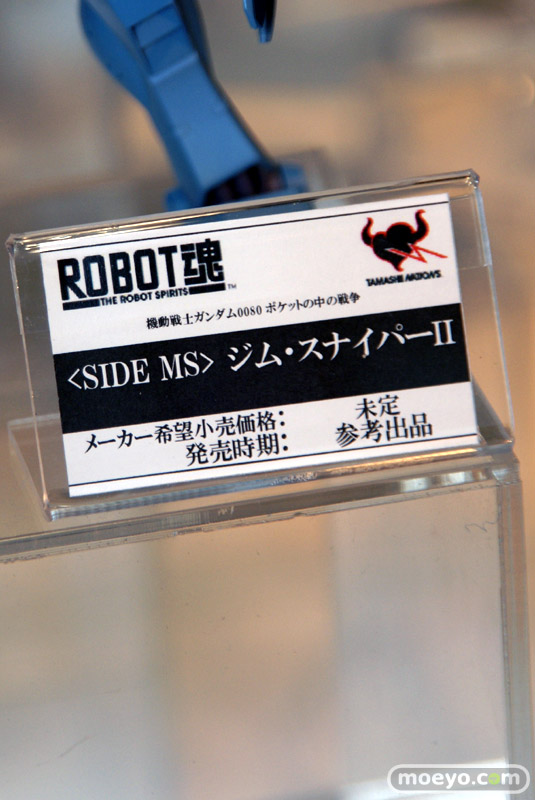 ROBOT魂
THE ROBOT SPIRITS™
TAMASHII NATIONS
機動戦士ガンダム0080 ポケットの中の戦争
<SIDE MS> ジム・スナイパーII
メーカー希望小売価格： 未定
発売時期： 参考出品
moeyo.com